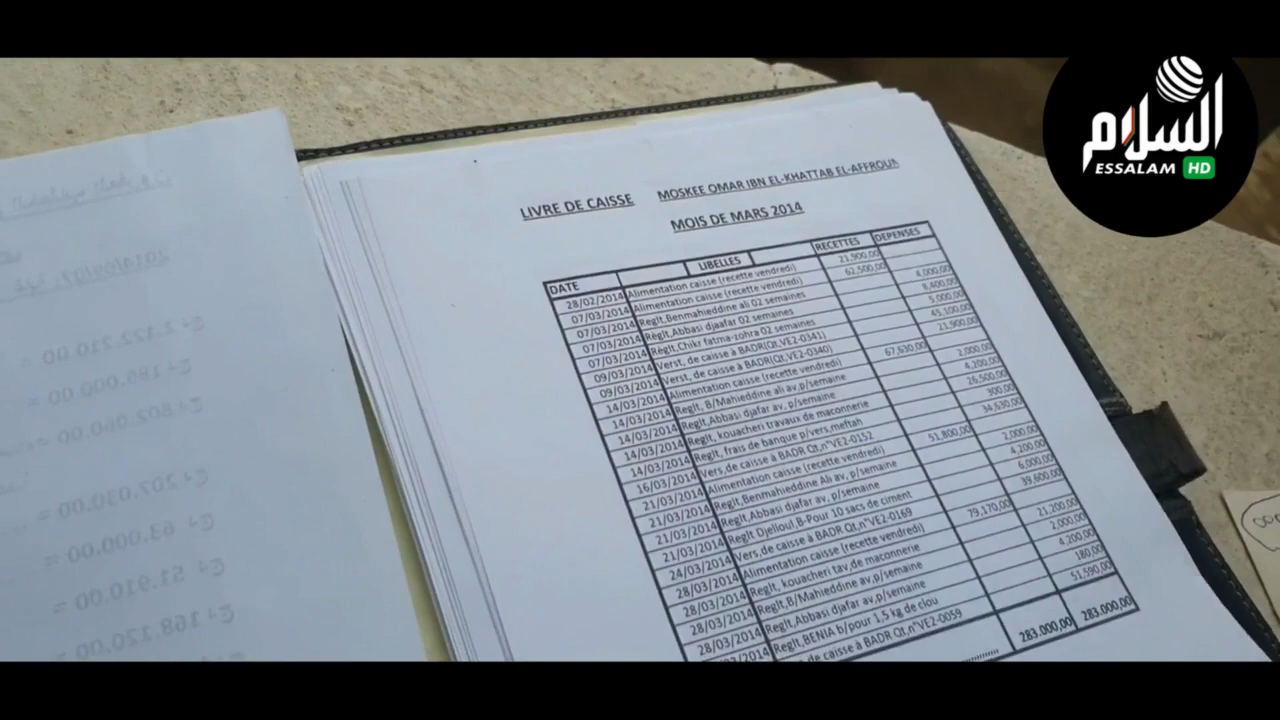 السلام
ESSALAM HD
LIVRE DE CAISSE MOSKEE OMAR IBN EL-KHATTAB EL-AFFROUN
MOIS DE MARS 2014
DATE LIBELLES RECETTES DEPENSES
28/02/2014 Alimentation caisse (recette vendredi) 21.900,00
07/03/2014 Alimentation caisse (recette vendredi) 62.500,00
07/03/2014 Reglt.Benmahieddine ali 02 semaines 4.000,00
07/03/2014 Reglt.Abbasi djaafar 02 semaines 8.400,00
07/03/2014 Règlt.Chikr fatma-zohra 02 semaines 5.000,00
09/03/2014 Verst, de caisse à BADR(Qt.VE2-0341) 45.100,00
09/03/2014 Verst, de caisse à BADR(Qt.VE2-0340) 21.900,00
14/03/2014 Alimentation caisse (recette vendredi) 67.630,00
14/03/2014 Reglt, B/Mahieddine ali av,p/semaine 2.000,00
14/03/2014 Reglt,Abbasi djafar av,p/semaine 4.200,00
14/03/2014 Reglt, kouacheri travaux de maconnerie 26.500,00
14/03/2014 Reglt, frais de banque p/vers,meftah 300,00
16/03/2014 Vers,de caisse à BADR Qt,n°VE2-0152 34.630,00
21/03/2014 Alimentation caisse (recette vendredi) 51.800,00
21/03/2014 Reglt,Benmahieddine Ali av, p/semaine 2.000,00
21/03/2014 Reglt,Abbasi djafar av, p/semaine 4.200,00
21/03/2014 Reglt Djelloul,B-Pour 10 sacs de ciment 6.000,00
24/03/2014 Vers,de caisse à BADR Qt.n°VE2-0169 39.600,00
28/03/2014 Alimentation caisse (recette vendredi) 79.170,00
28/03/2014 Reglt, kouacheri tav,de maconnerie 21.200,00
28/03/2014 Reglt,B/Mahieddine av,p/semaine 2.000,00
28/03/2014 Reglt,Abbasi djafar av,p/semaine 4.200,00
/03/2014 Reglt,BENIA b/pour 1,5 kg de clou 180,00
de caisse à BADR Qt.n°VE2-0059 51.590,00
283.000,00 283.000,00